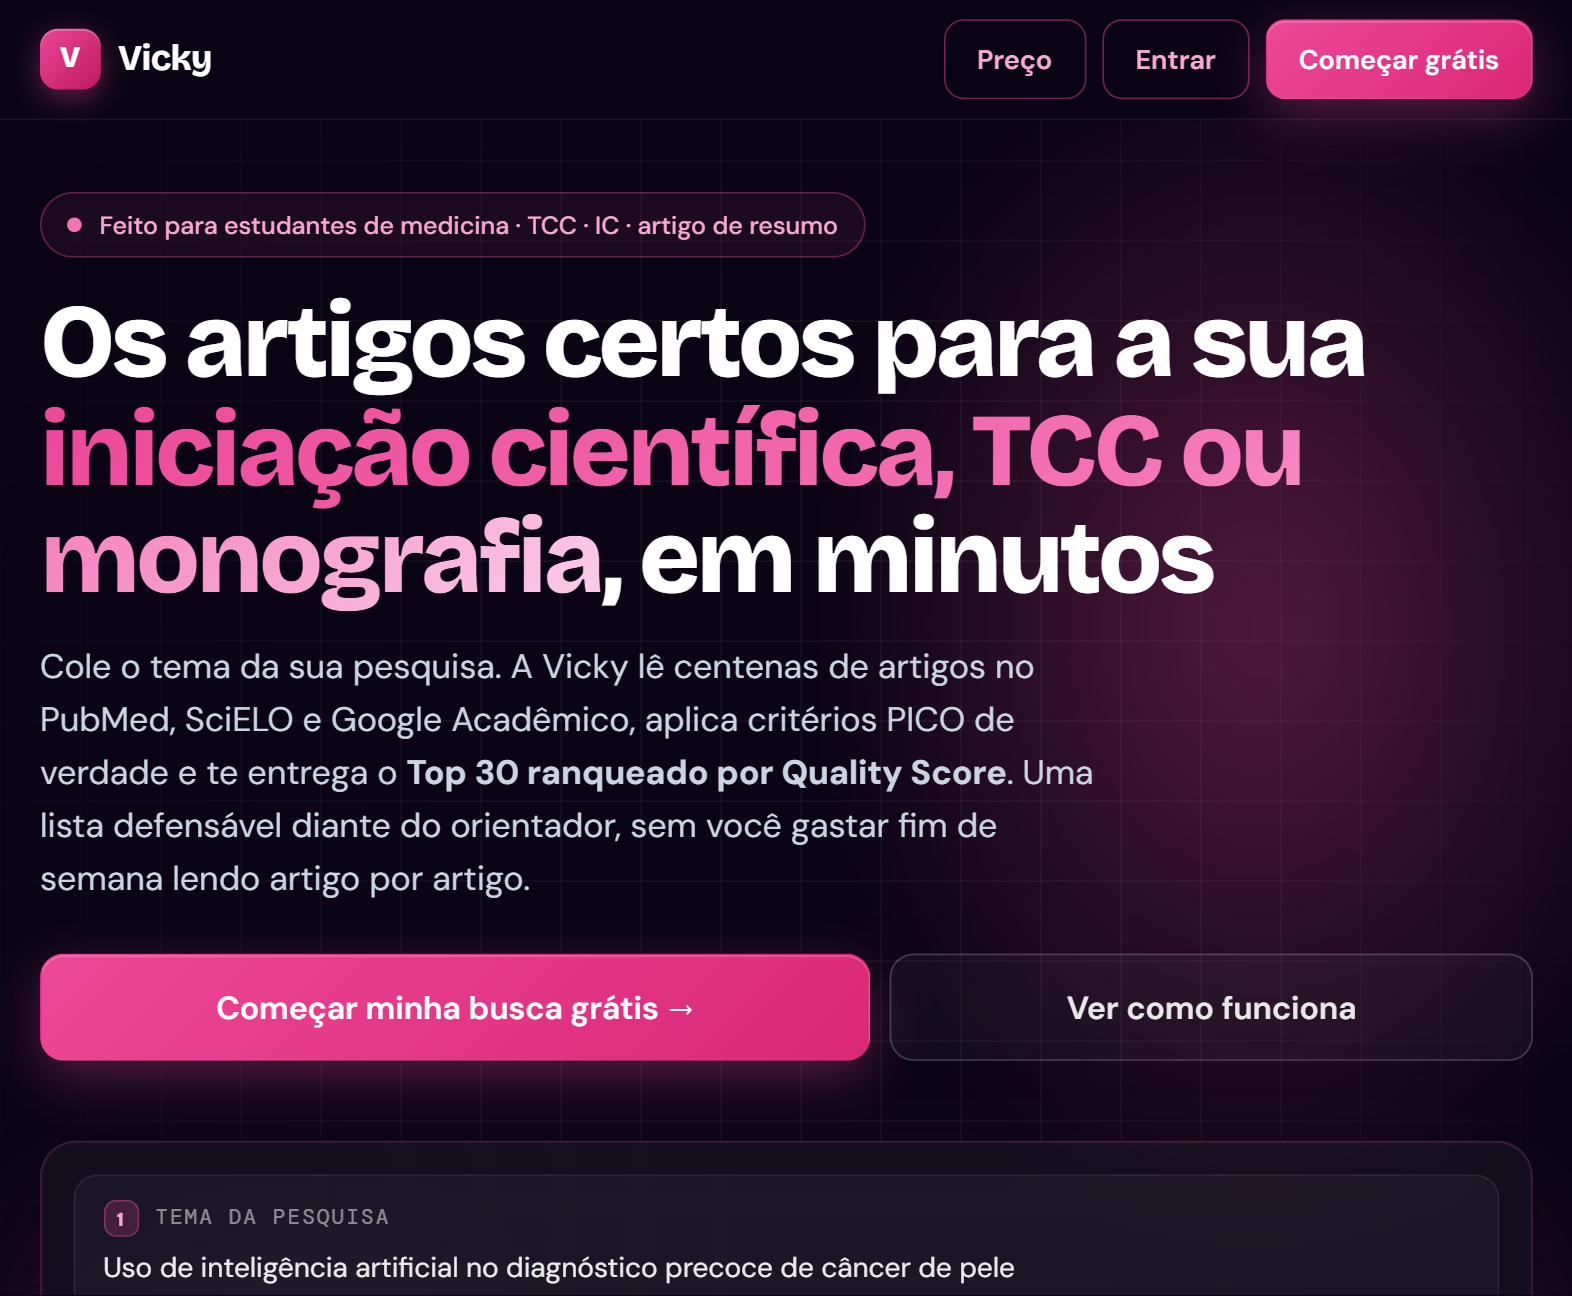 V Vicky
Preço
Entrar
Começar grátis
Feito para estudantes de medicina · TCC · IC · artigo de resumo
Os artigos certos para a sua
iniciação científica, TCC ou
monografia, em minutos
Cole o tema da sua pesquisa. A Vicky lê centenas de artigos no
PubMed, SciELO e Google Acadêmico, aplica critérios PICO de
verdade e te entrega o Top 30 ranqueado por Quality Score. Uma
lista defensável diante do orientador, sem você gastar fim de
semana lendo artigo por artigo.
Começar minha busca grátis →
Ver como funciona
1 TEMA DA PESQUISA
Uso de inteligência artificial no diagnóstico precoce de câncer de pele